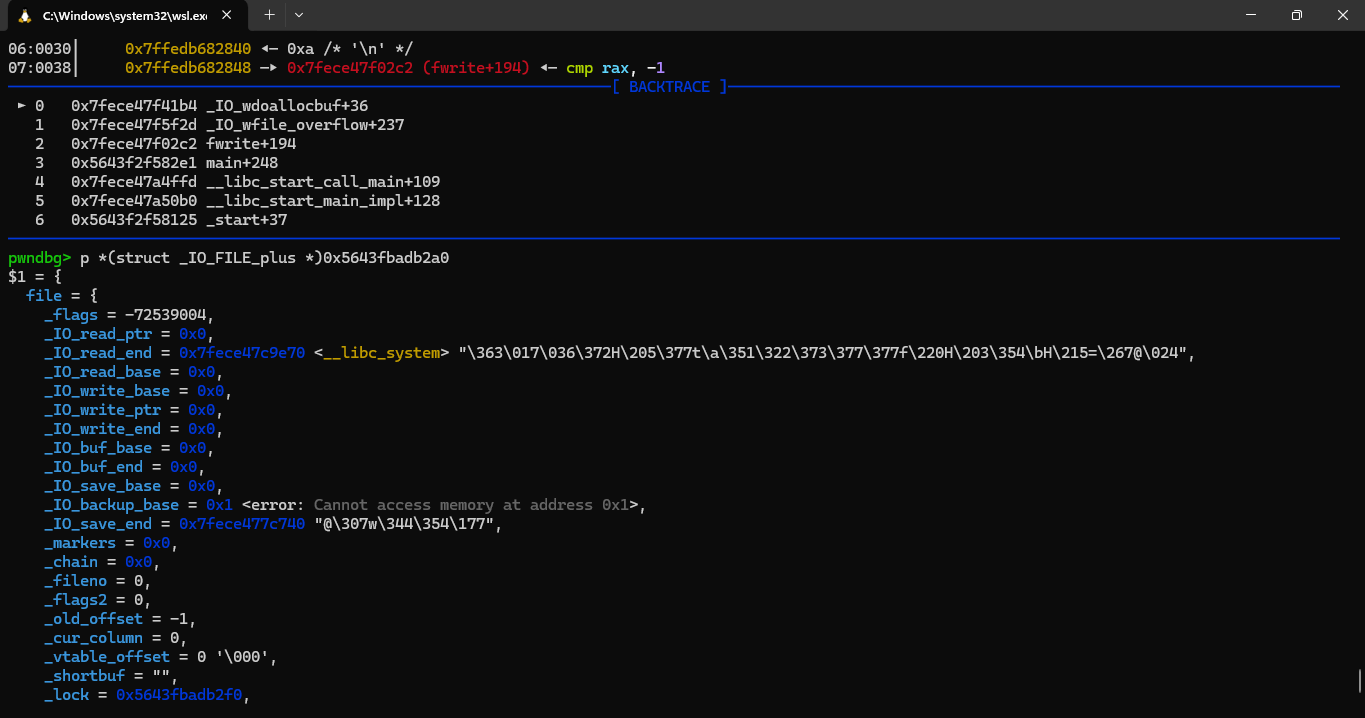 C:\Windows\system32\wsl.exe
06:0030│ 0x7ffedb682840 ◂— 0xa /* '\n' */
07:0038│ 0x7ffedb682848 —▸ 0x7fece47f02c2 (fwrite+194) ◂— cmp rax, -1
[ BACKTRACE ]
► 0 0x7fece47f41b4 _IO_wdoallocbuf+36
1 0x7fece47f5f2d _IO_wfile_overflow+237
2 0x7fece47f02c2 fwrite+194
3 0x5643f2f582e1 main+248
4 0x7fece47a4ffd __libc_start_call_main+109
5 0x7fece47a50b0 __libc_start_main_impl+128
6 0x5643f2f58125 _start+37
pwndbg> p *(struct _IO_FILE_plus *)0x5643fbadb2a0
$1 = {
file = {
_flags = -72539004,
_IO_read_ptr = 0x0,
_IO_read_end = 0x7fece47c9e70 <__libc_system> "\363\017\036\372H\205\377t\a\351\322\373\377\377f\220H\203\354\bH\215=\267@\024",
_IO_read_base = 0x0,
_IO_write_base = 0x0,
_IO_write_ptr = 0x0,
_IO_write_end = 0x0,
_IO_buf_base = 0x0,
_IO_buf_end = 0x0,
_IO_save_base = 0x0,
_IO_backup_base = 0x1 <error: Cannot access memory at address 0x1>,
_IO_save_end = 0x7fece477c740 "@\307w\344\354\177",
_markers = 0x0,
_chain = 0x0,
_fileno = 0,
_flags2 = 0,
_old_offset = -1,
_cur_column = 0,
_vtable_offset = 0 '\000',
_shortbuf = "",
_lock = 0x5643fbadb2f0,